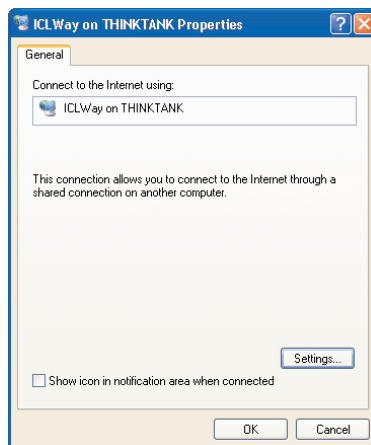 ICLWay on THINKTANK Properties
General
Connect to the Internet using:
ICLWay on THINKTANK
This connection allows you to connect to the Internet through a
shared connection on another computer.
Settings...
Show icon in notification area when connected
OK Cancel